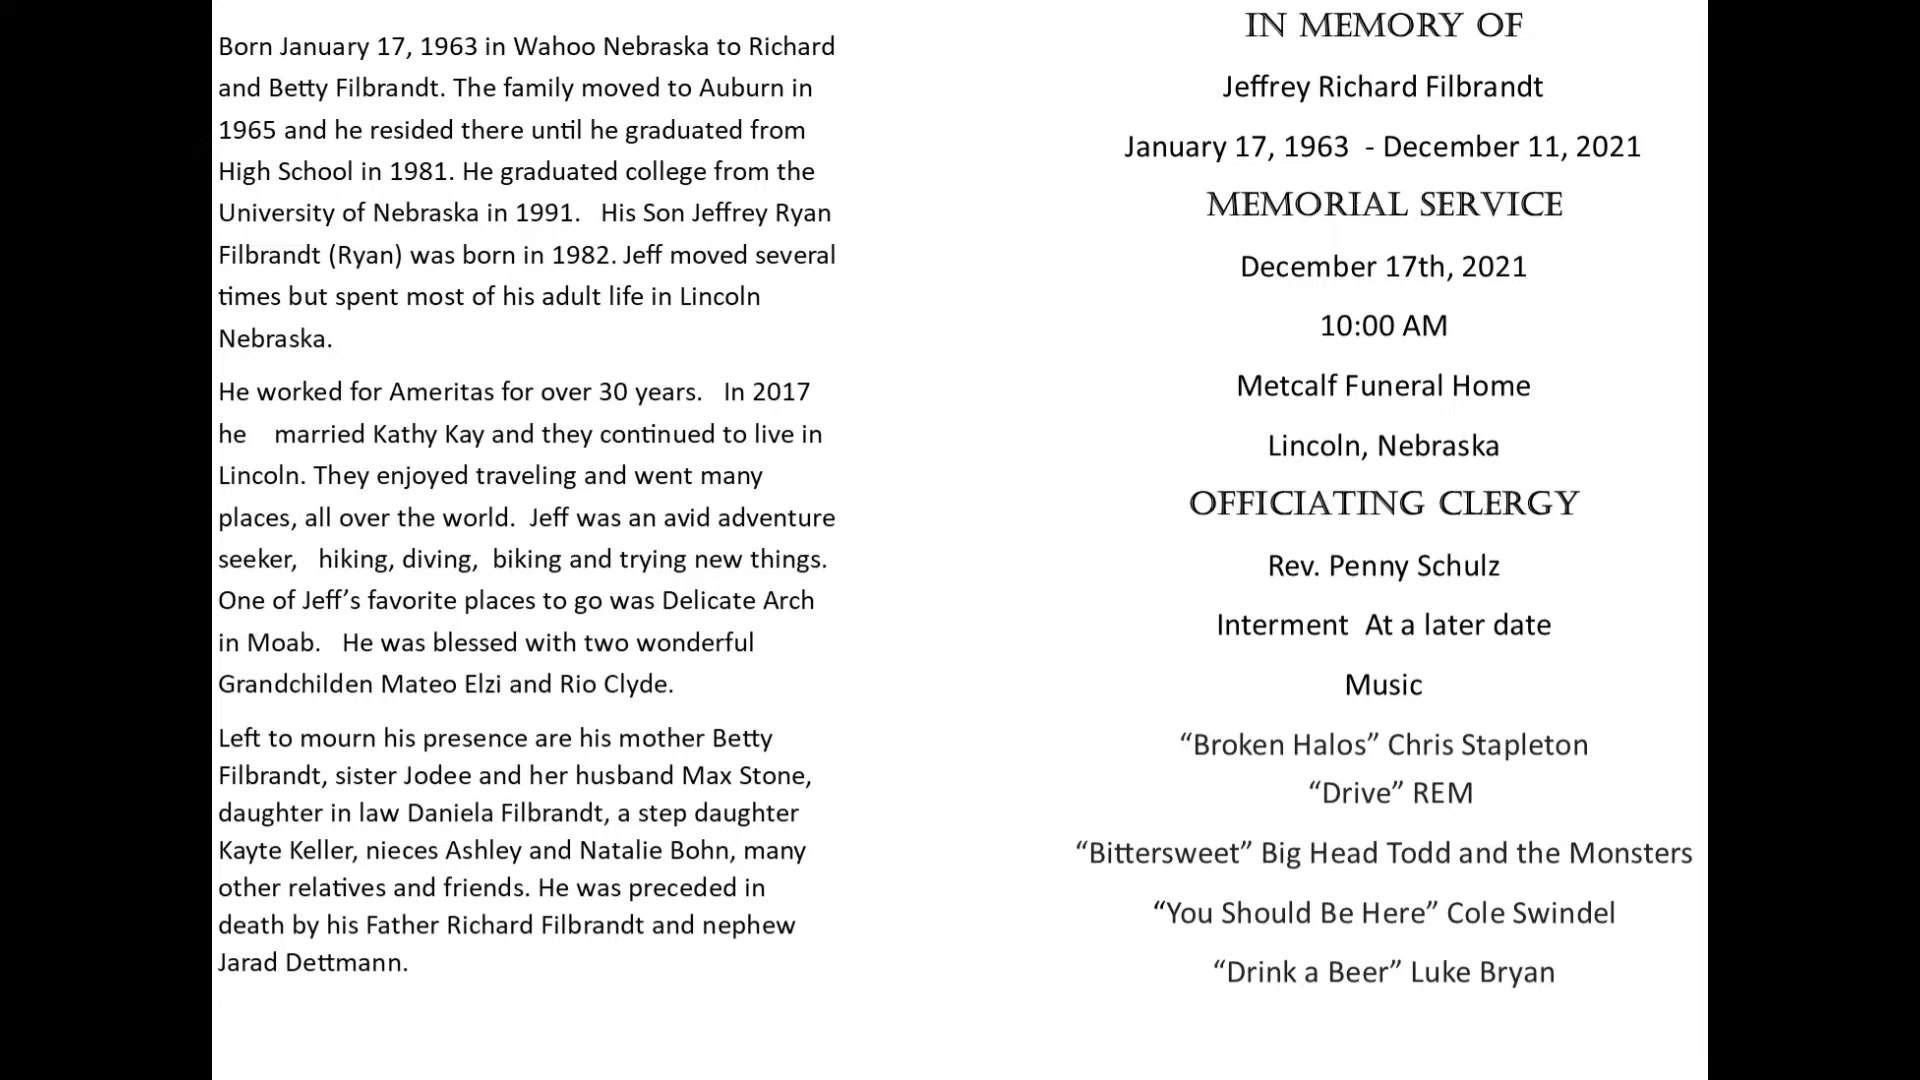 Born January 17, 1963 in Wahoo Nebraska to Richard
and Betty Filbrandt. The family moved to Auburn in
1965 and he resided there until he graduated from
High School in 1981. He graduated college from the
University of Nebraska in 1991.   His Son Jeffrey Ryan
Filbrandt (Ryan) was born in 1982. Jeff moved several
times but spent most of his adult life in Lincoln
Nebraska.
He worked for Ameritas for over 30 years.   In 2017
he    married Kathy Kay and they continued to live in
Lincoln. They enjoyed traveling and went many
places, all over the world.  Jeff was an avid adventure
seeker,   hiking, diving,  biking and trying new things.
One of Jeff’s favorite places to go was Delicate Arch
in Moab.   He was blessed with two wonderful
Grandchilden Mateo Elzi and Rio Clyde.
Left to mourn his presence are his mother Betty
Filbrandt, sister Jodee and her husband Max Stone,
daughter in law Daniela Filbrandt, a step daughter
Kayte Keller, nieces Ashley and Natalie Bohn, many
other relatives and friends. He was preceded in
death by his Father Richard Filbrandt and nephew
Jarad Dettmann.
IN MEMORY OF
Jeffrey Richard Filbrandt
January 17, 1963  - December 11, 2021
MEMORIAL SERVICE
December 17th, 2021
10:00 AM
Metcalf Funeral Home
Lincoln, Nebraska
OFFICIATING CLERGY
Rev. Penny Schulz
Interment  At a later date
Music
“Broken Halos” Chris Stapleton
“Drive” REM
“Bittersweet” Big Head Todd and the Monsters
“You Should Be Here” Cole Swindel
“Drink a Beer” Luke Bryan